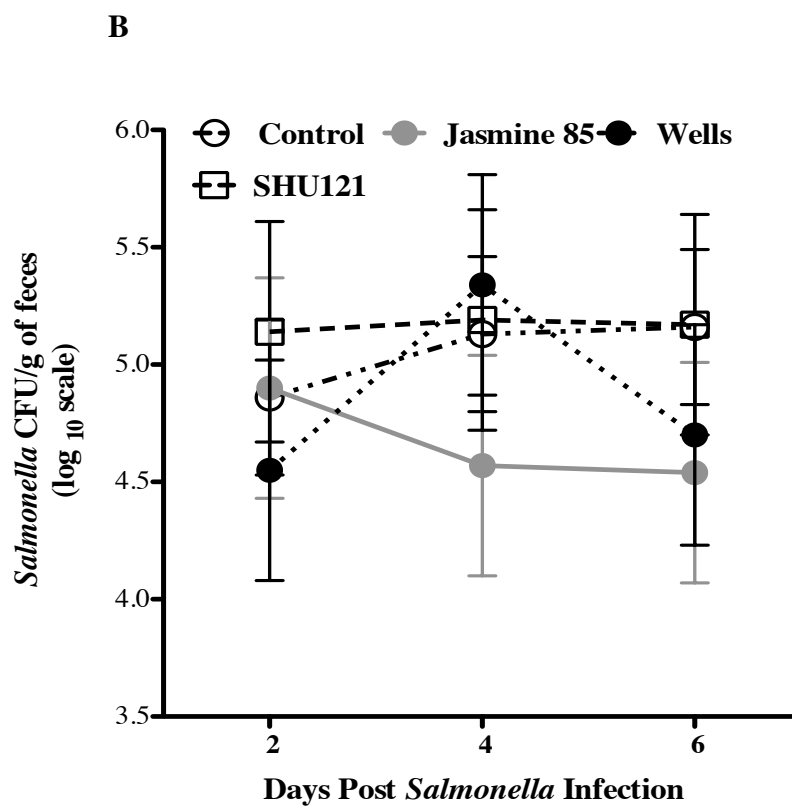 B
Control Jasmine 85 Wells
SHU121
6.0
5.5
5.0
4.5
4.0
3.5
Salmonella CFU/g of feces
(log 10 scale)
2 4 6
Days Post Salmonella Infection